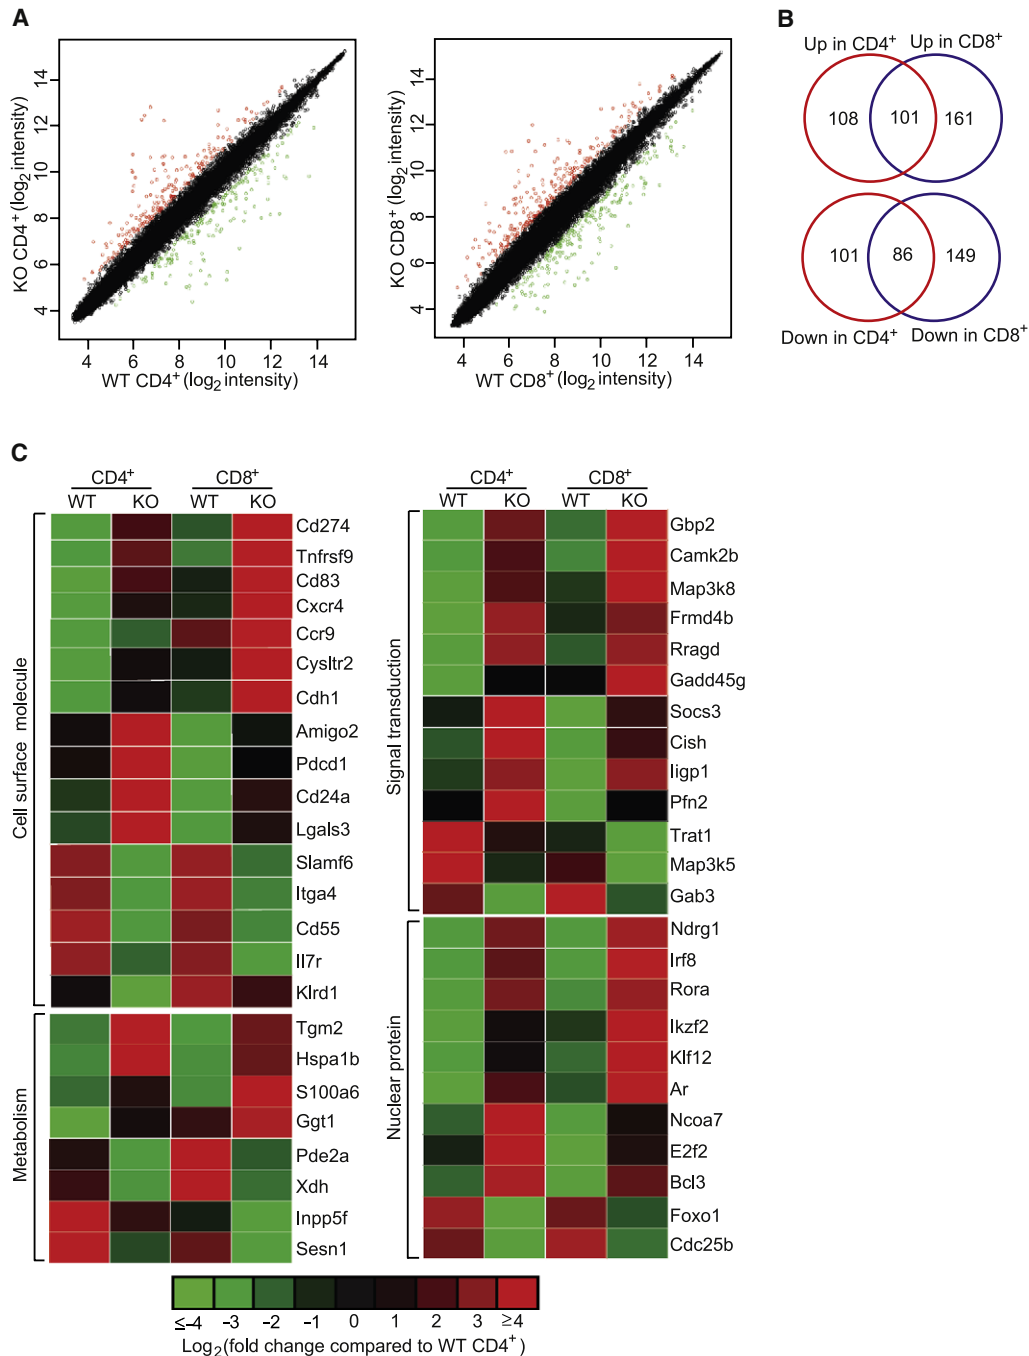 A
B
14
12
10
8
6
4
KO CD4+ (log2 intensity)
4 6 8 10 12 14
WT CD4+ (log2 intensity)
14
12
10
8
6
4
KO CD8+ (log2 intensity)
4 6 8 10 12 14
WT CD8+ (log2 intensity)
Up in CD4+ Up in CD8+
108 101 161
101 86 149
Down in CD4+ Down in CD8+
C
CD4+ CD8+
WT KO WT KO
Cell surface molecule
Cd274
Tnfrsf9
Cd83
Cxcr4
Ccr9
Cysltr2
Cdh1
Amigo2
Pdcd1
Cd24a
Lgals3
Slamf6
Itga4
Cd55
Il7r
Klrd1
Metabolism
Tgm2
Hspa1b
S100a6
Ggt1
Pde2a
Xdh
Inpp5f
Sesn1
CD4+ CD8+
WT KO WT KO
Signal transduction
Gbp2
Camk2b
Map3k8
Frmd4b
Rragd
Gadd45g
Socs3
Cish
Iigp1
Pfn2
Trat1
Map3k5
Gab3
Nuclear protein
Ndrg1
Irf8
Rora
Ikzf2
Klf12
Ar
Ncoa7
E2f2
Bcl3
Foxo1
Cdc25b
≤-4 -3 -2 -1 0 1 2 3 ≥4
Log2(fold change compared to WT CD4+)